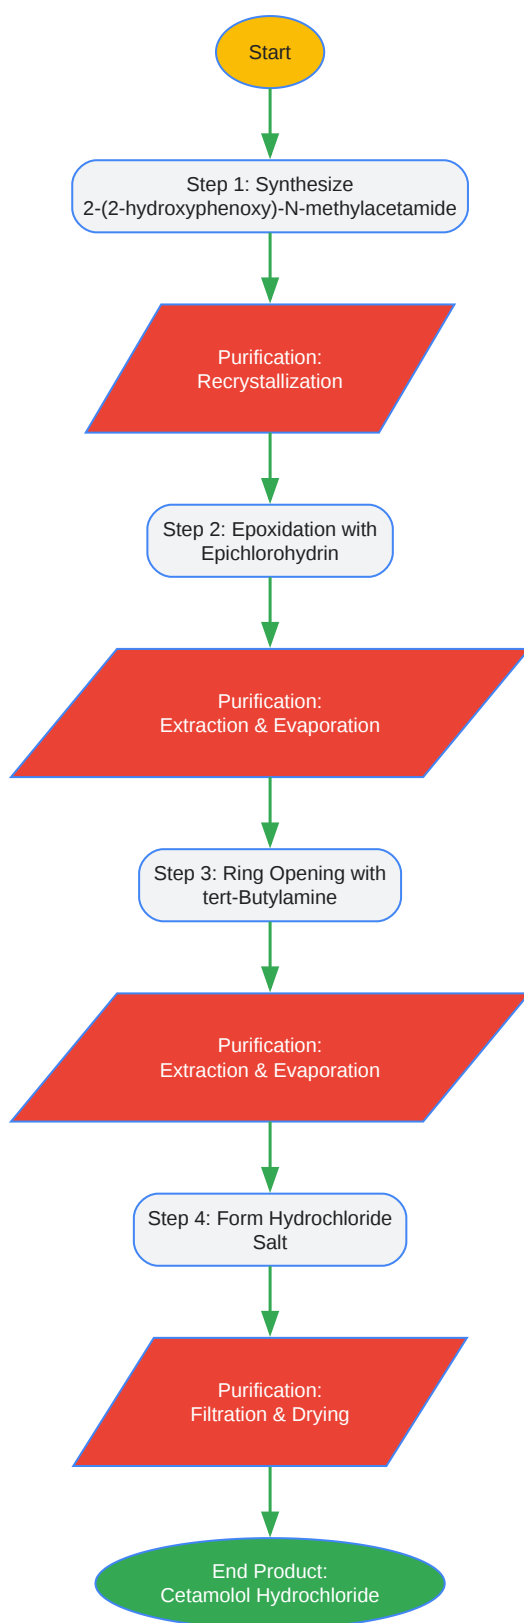 Start
Step 1: Synthesize
2-(2-hydroxyphenoxy)-N-methylacetamide
Purification:
Recrystallization
Step 2: Epoxidation with
Epichlorohydrin
Purification:
Extraction & Evaporation
Step 3: Ring Opening with
tert-Butylamine
Purification:
Extraction & Evaporation
Step 4: Form Hydrochloride
Salt
Purification:
Filtration & Drying
End Product:
Cetamolol Hydrochloride